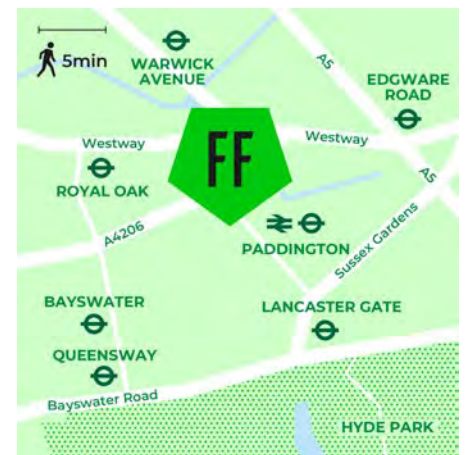 5min
WARWICK
AVENUE
A5
EDGWARE
ROAD
Westway
FF
Westway
ROYAL OAK
A5
A4206
PADDINGTON
Sussex Gardens
BAYSWATER
LANCASTER GATE
QUEENSWAY
Bayswater Road
HYDE PARK